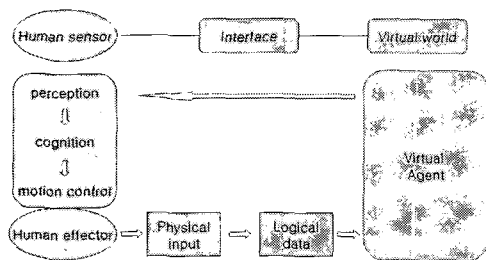 Human sensor
Interface
Virtual world
perception
cognition
motion control
Virtual
Agent
Human effector
Physical
input
Logical
data